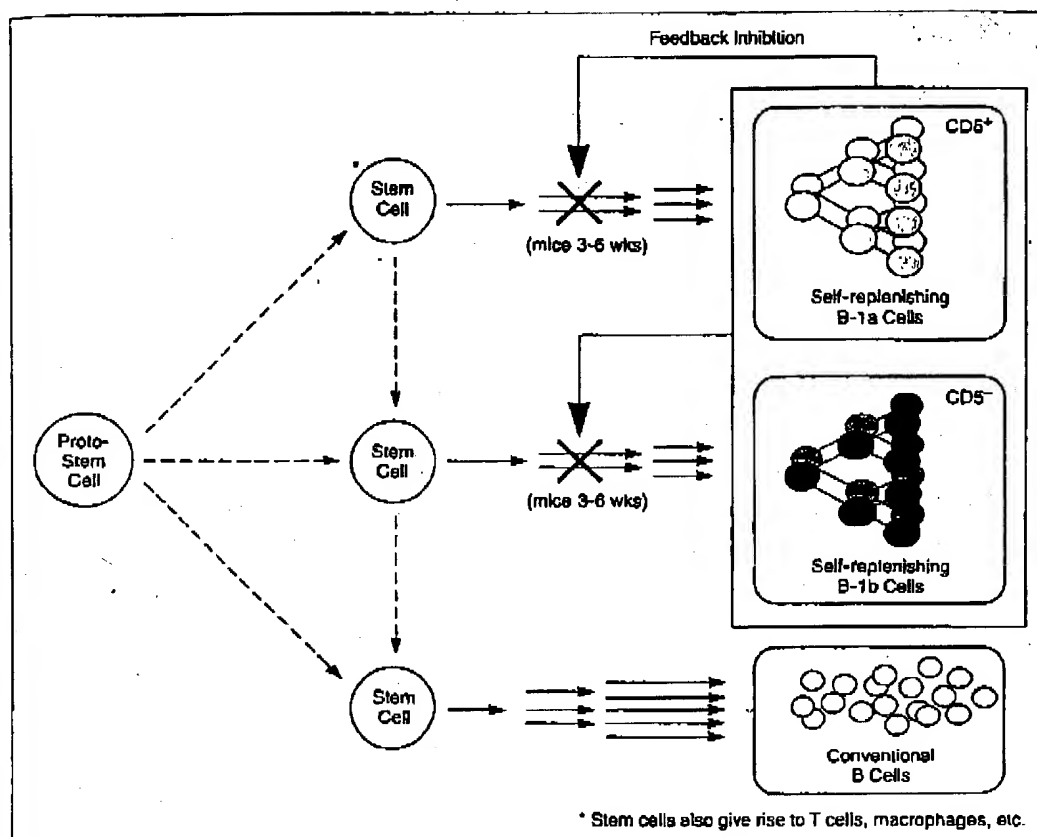 Feedback Inhibition
CD5+
Stem
Cell
(mice 3-6 wks)
Self-replenishing
B-1a Cells
CD5-
Proto-
Stem
Cell
Stem
Cell
(mice 3-6 wks)
Self-replenishing
B-1b Cells
Stem
Cell
Conventional
B Cells
* Stem cells also give rise to T cells, macrophages, etc.